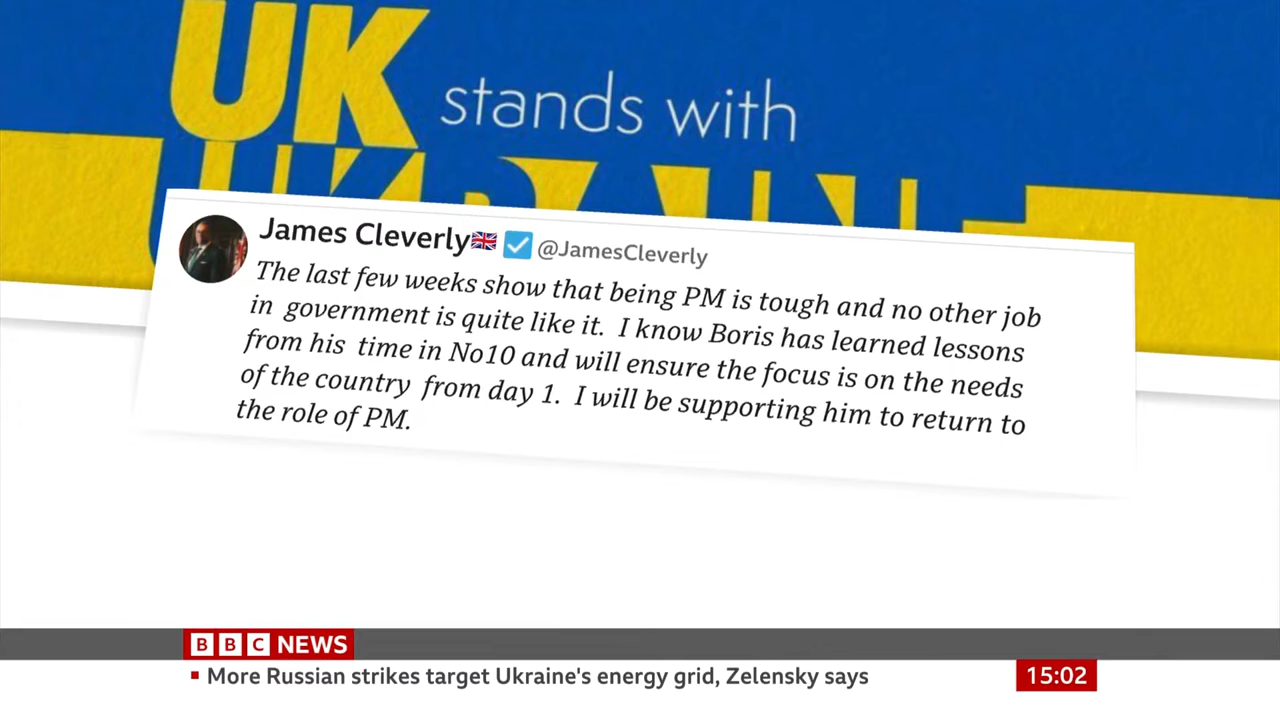 UK stands with
UKRAINE
James Cleverly🇬🇧 ☑ @JamesCleverly
The last few weeks show that being PM is tough and no other job
in government is quite like it. I know Boris has learned lessons
from his time in No10 and will ensure the focus is on the needs
of the country from day 1. I will be supporting him to return to
the role of PM.
BBC NEWS
More Russian strikes target Ukraine's energy grid, Zelensky says
15:02